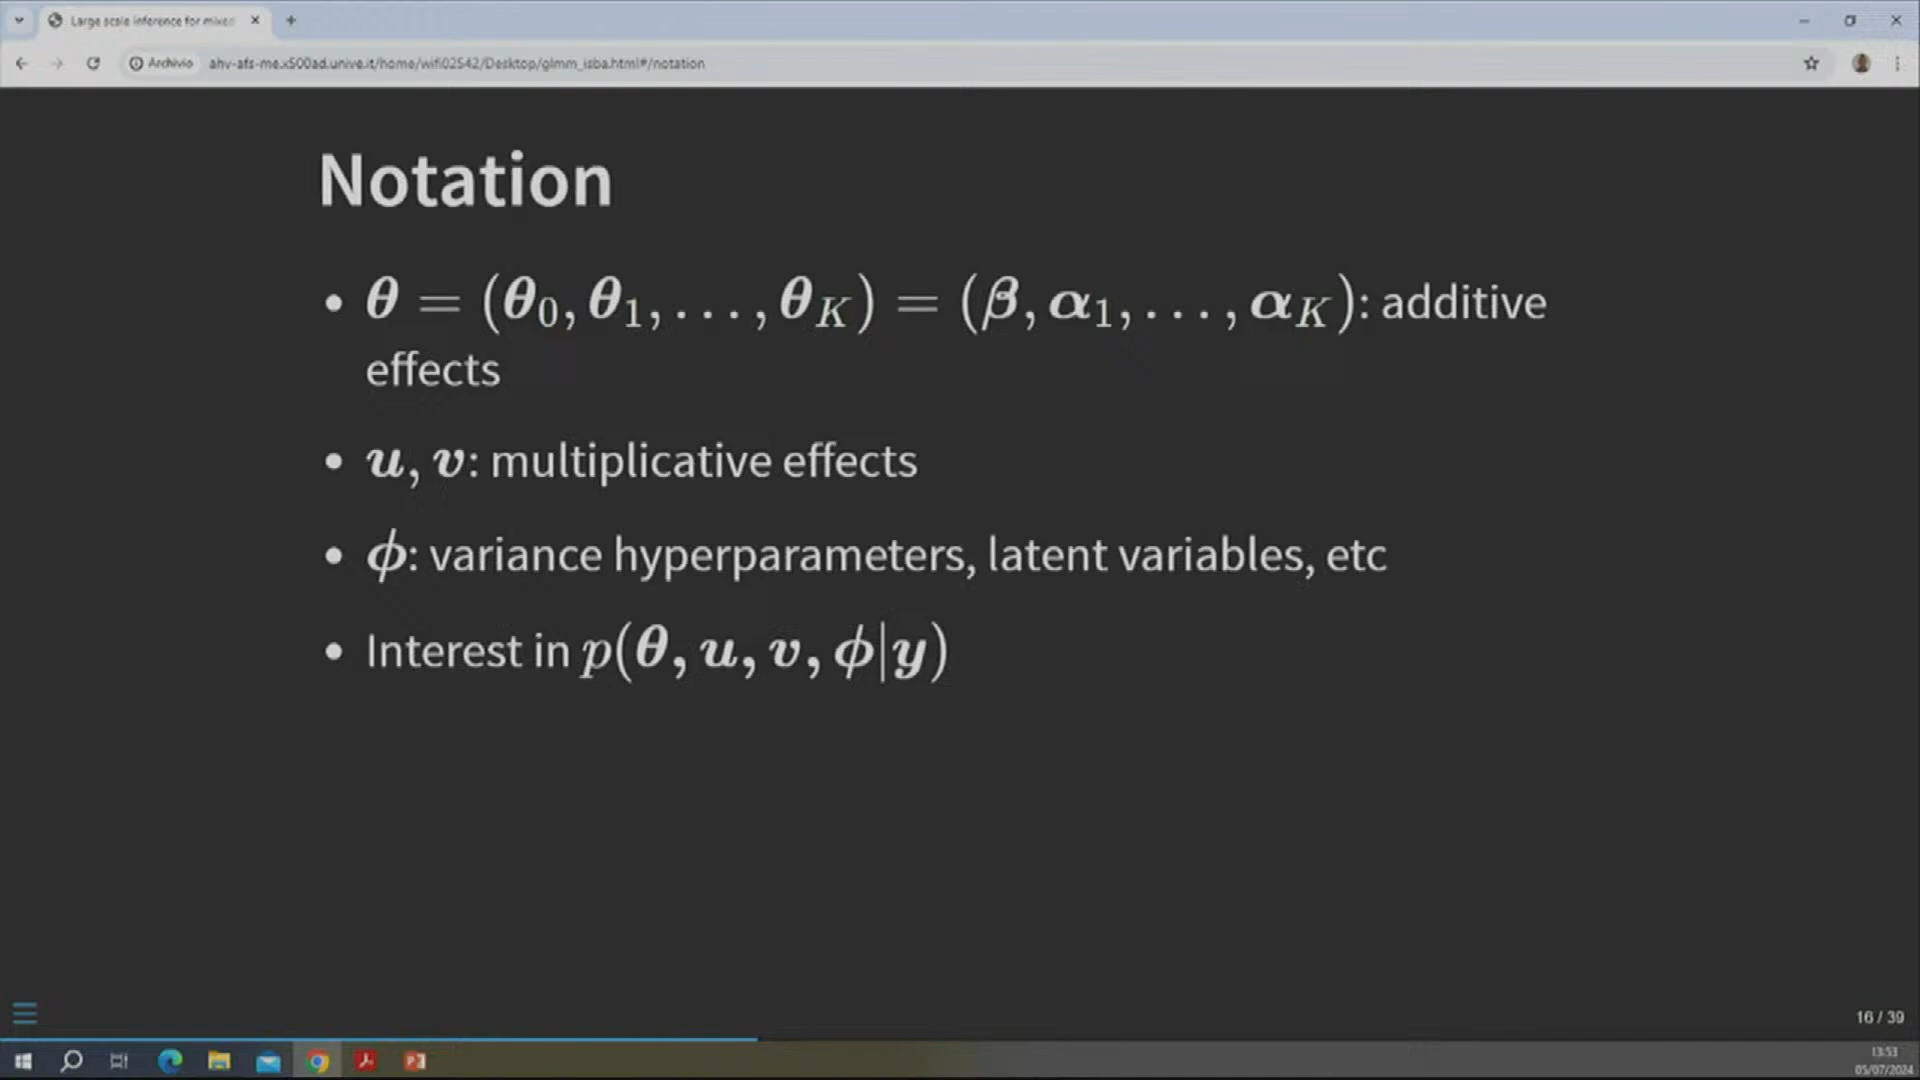 Large scale inference for mixed
Archivio ahv-afs-me.x500ad.unive.it/home/wifi02542/Desktop/glmm_isba.html#/notation
Notation
• θ = (θ₀, θ₁, …, θ_K) = (β, α₁, …, α_K): additive
effects
• u, v: multiplicative effects
• ϕ: variance hyperparameters, latent variables, etc
• Interest in p(θ, u, v, ϕ|y)
16 / 39
13:53
05/07/2024